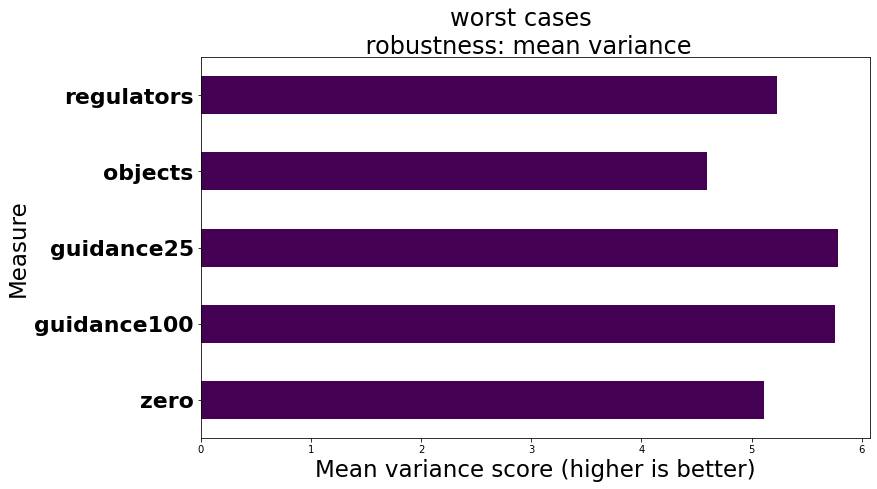 worst cases
robustness: mean variance
regulators
objects
guidance25
guidance100
zero
Measure
0 1 2 3 4 5 6
Mean variance score (higher is better)